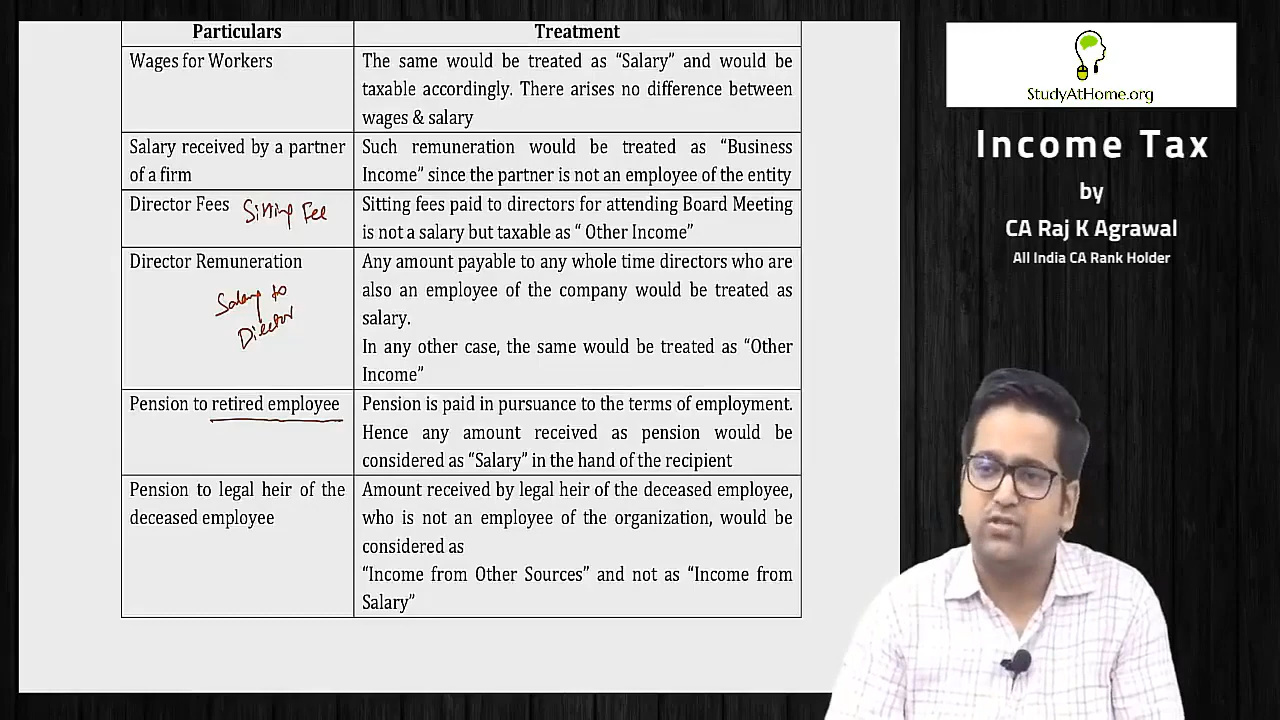 Particulars
Treatment
Wages for Workers
The same would be treated as “Salary” and would be
taxable accordingly. There arises no difference between
wages & salary
Salary received by a partner
of a firm
Such remuneration would be treated as “Business
Income” since the partner is not an employee of the entity
Director Fees
Sitting Fee
Sitting fees paid to directors for attending Board Meeting
is not a salary but taxable as “ Other Income”
Director Remuneration
Salary to
Director
Any amount payable to any whole time directors who are
also an employee of the company would be treated as
salary.
In any other case, the same would be treated as “Other
Income”
Pension to retired employee
Pension is paid in pursuance to the terms of employment.
Hence any amount received as pension would be
considered as “Salary” in the hand of the recipient
Pension to legal heir of the
deceased employee
Amount received by legal heir of the deceased employee,
who is not an employee of the organization, would be
considered as
“Income from Other Sources” and not as “Income from
Salary”
StudyAtHome.org
Income Tax
by
CA Raj K Agrawal
All India CA Rank Holder